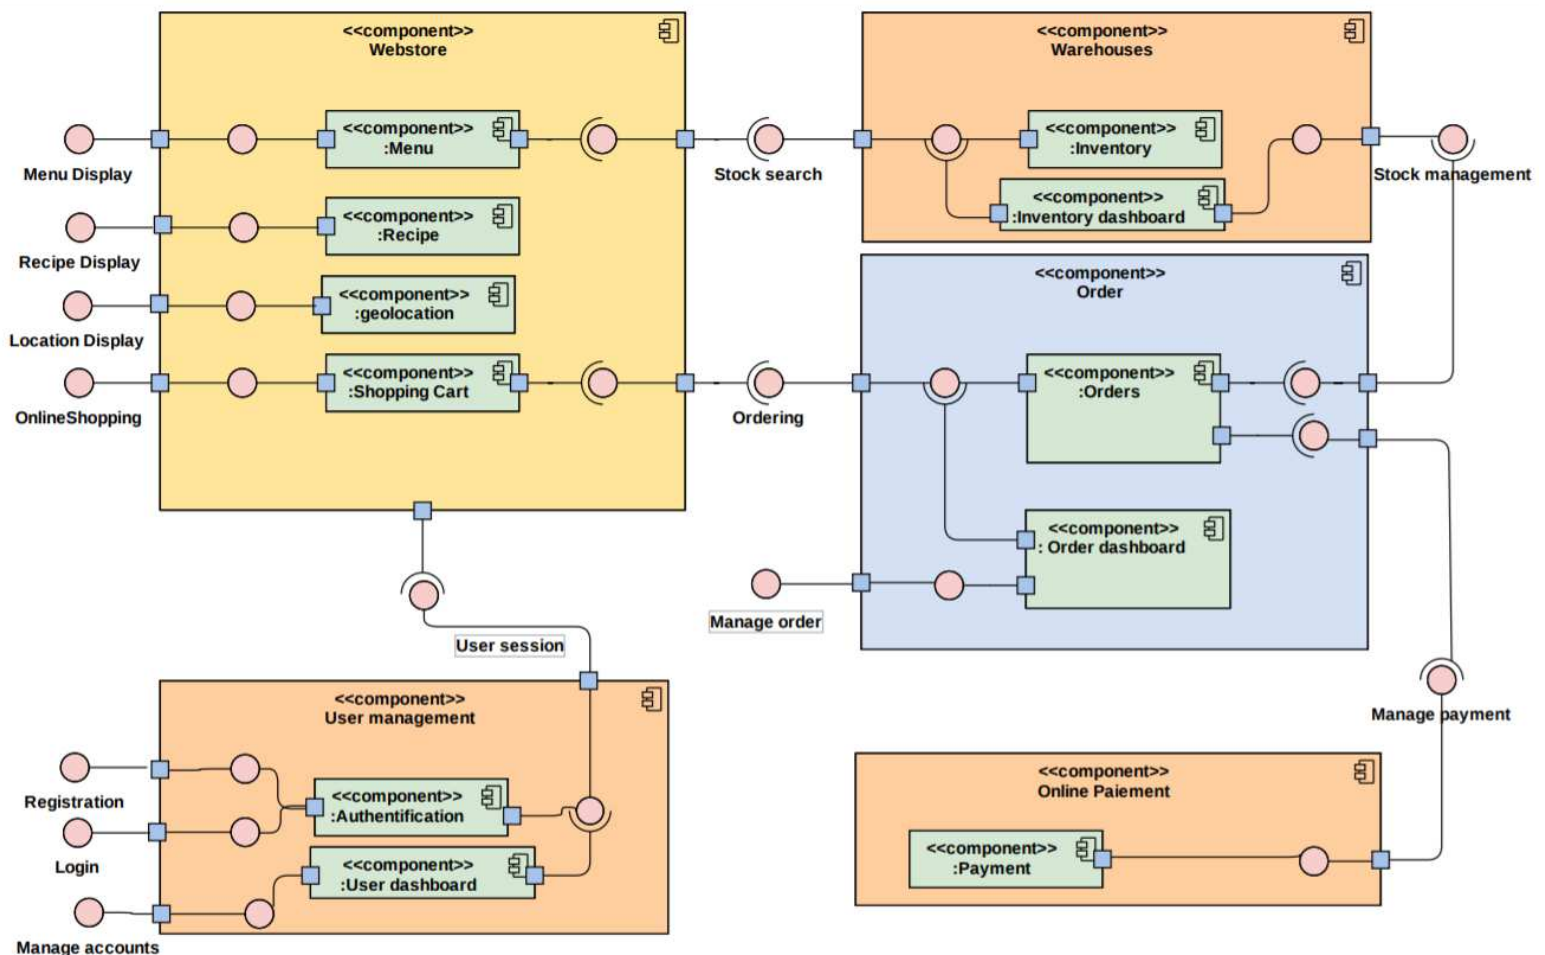 <<component>>
Webstore
<<component>>
:Menu
<<component>>
:Recipe
<<component>>
:geolocation
<<component>>
:Shopping Cart
Menu Display
Recipe Display
Location Display
OnlineShopping
Stock search
Ordering
<<component>>
Warehouses
<<component>>
:Inventory
<<component>>
:Inventory dashboard
Stock management
<<component>>
Order
<<component>>
:Orders
<<component>>
: Order dashboard
Manage order
User session
<<component>>
User management
<<component>>
:Authentification
<<component>>
:User dashboard
Registration
Login
Manage accounts
Manage payment
<<component>>
Online Paiement
<<component>>
:Payment